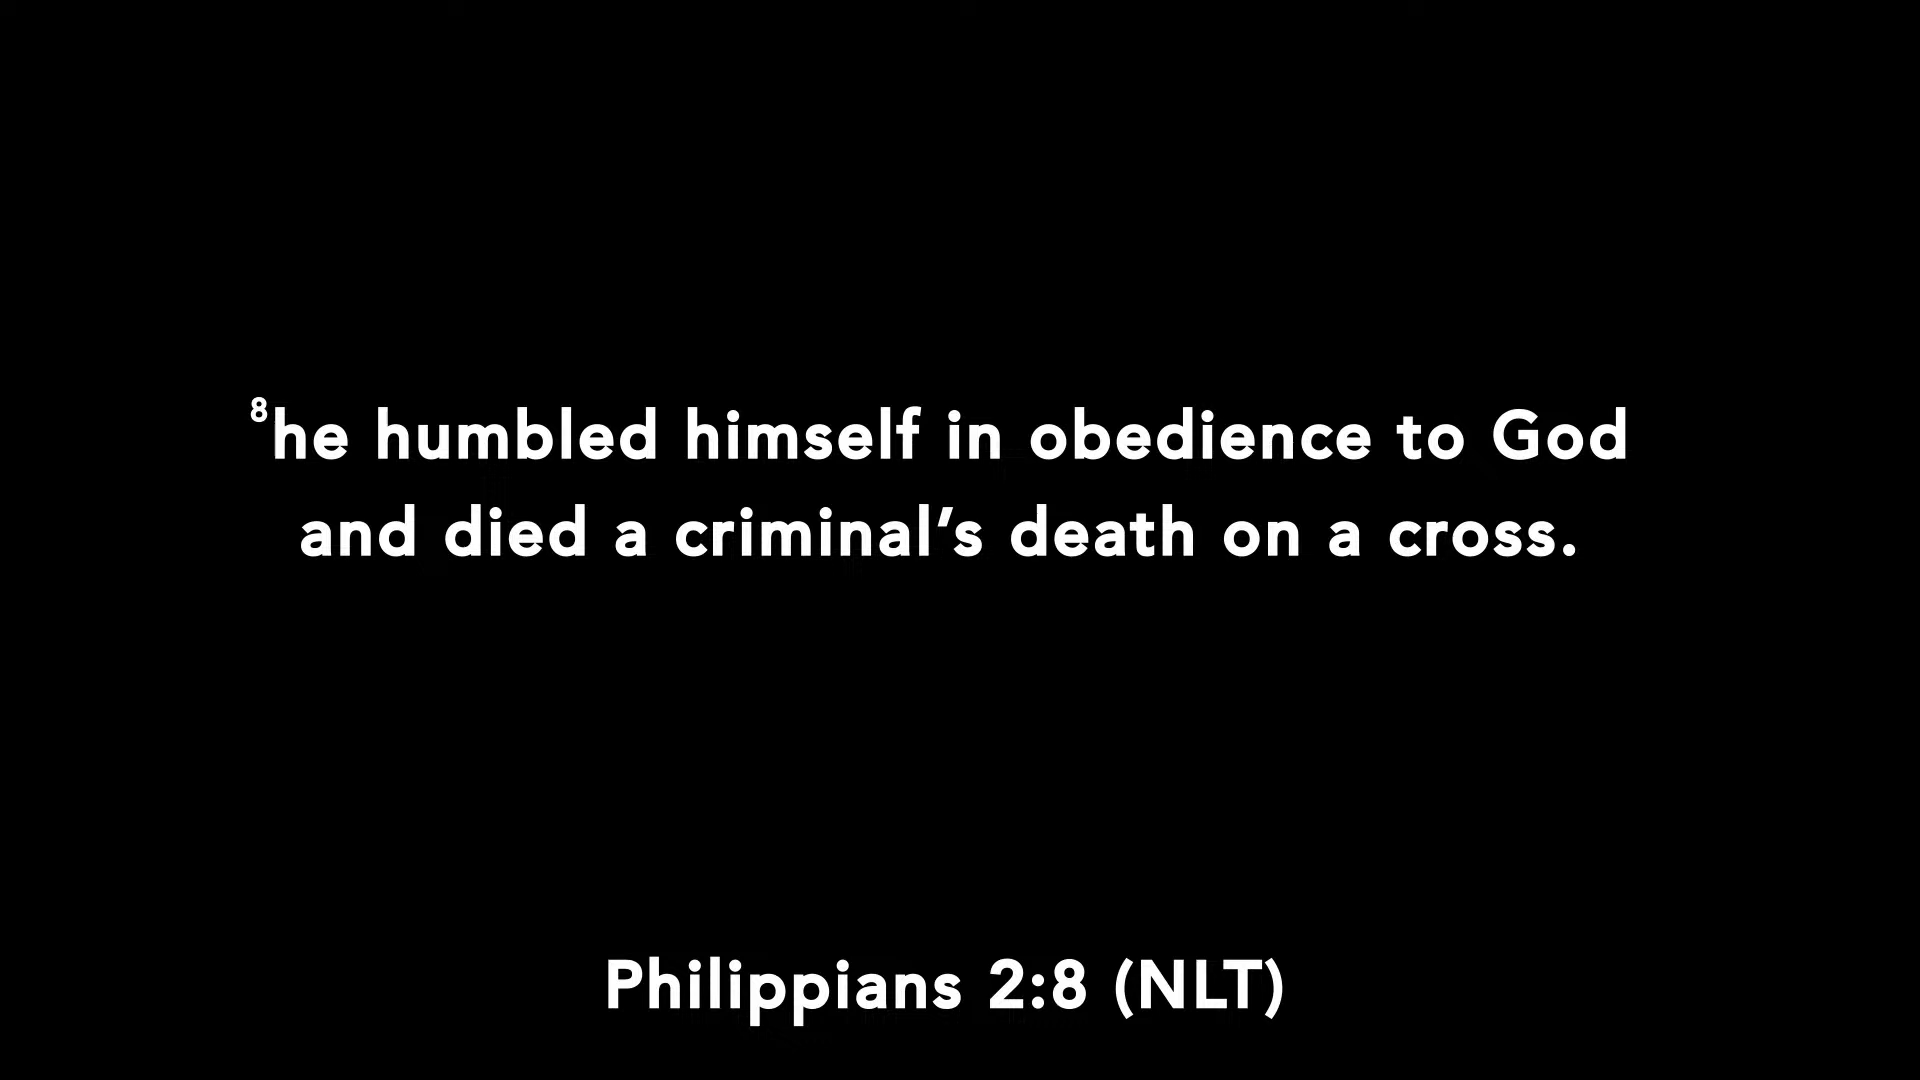 ⁸he humbled himself in obedience to God
and died a criminal’s death on a cross.
Philippians 2:8 (NLT)